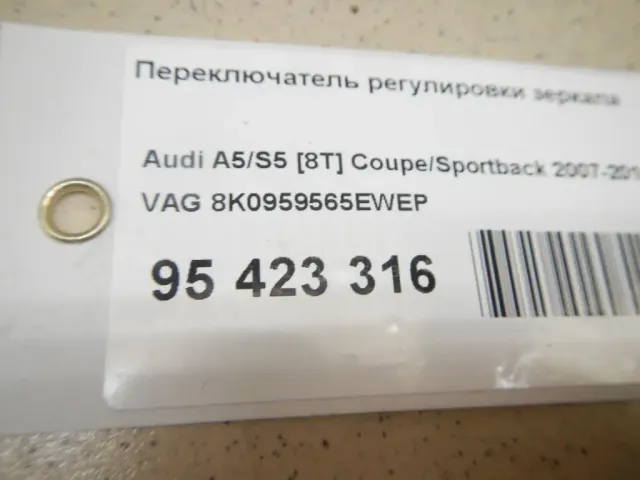 Переключатель регулировки зеркала
Audi A5/S5 [8T] Coupe/Sportback 2007-201
VAG 8K0959565EWEP
95 423 316